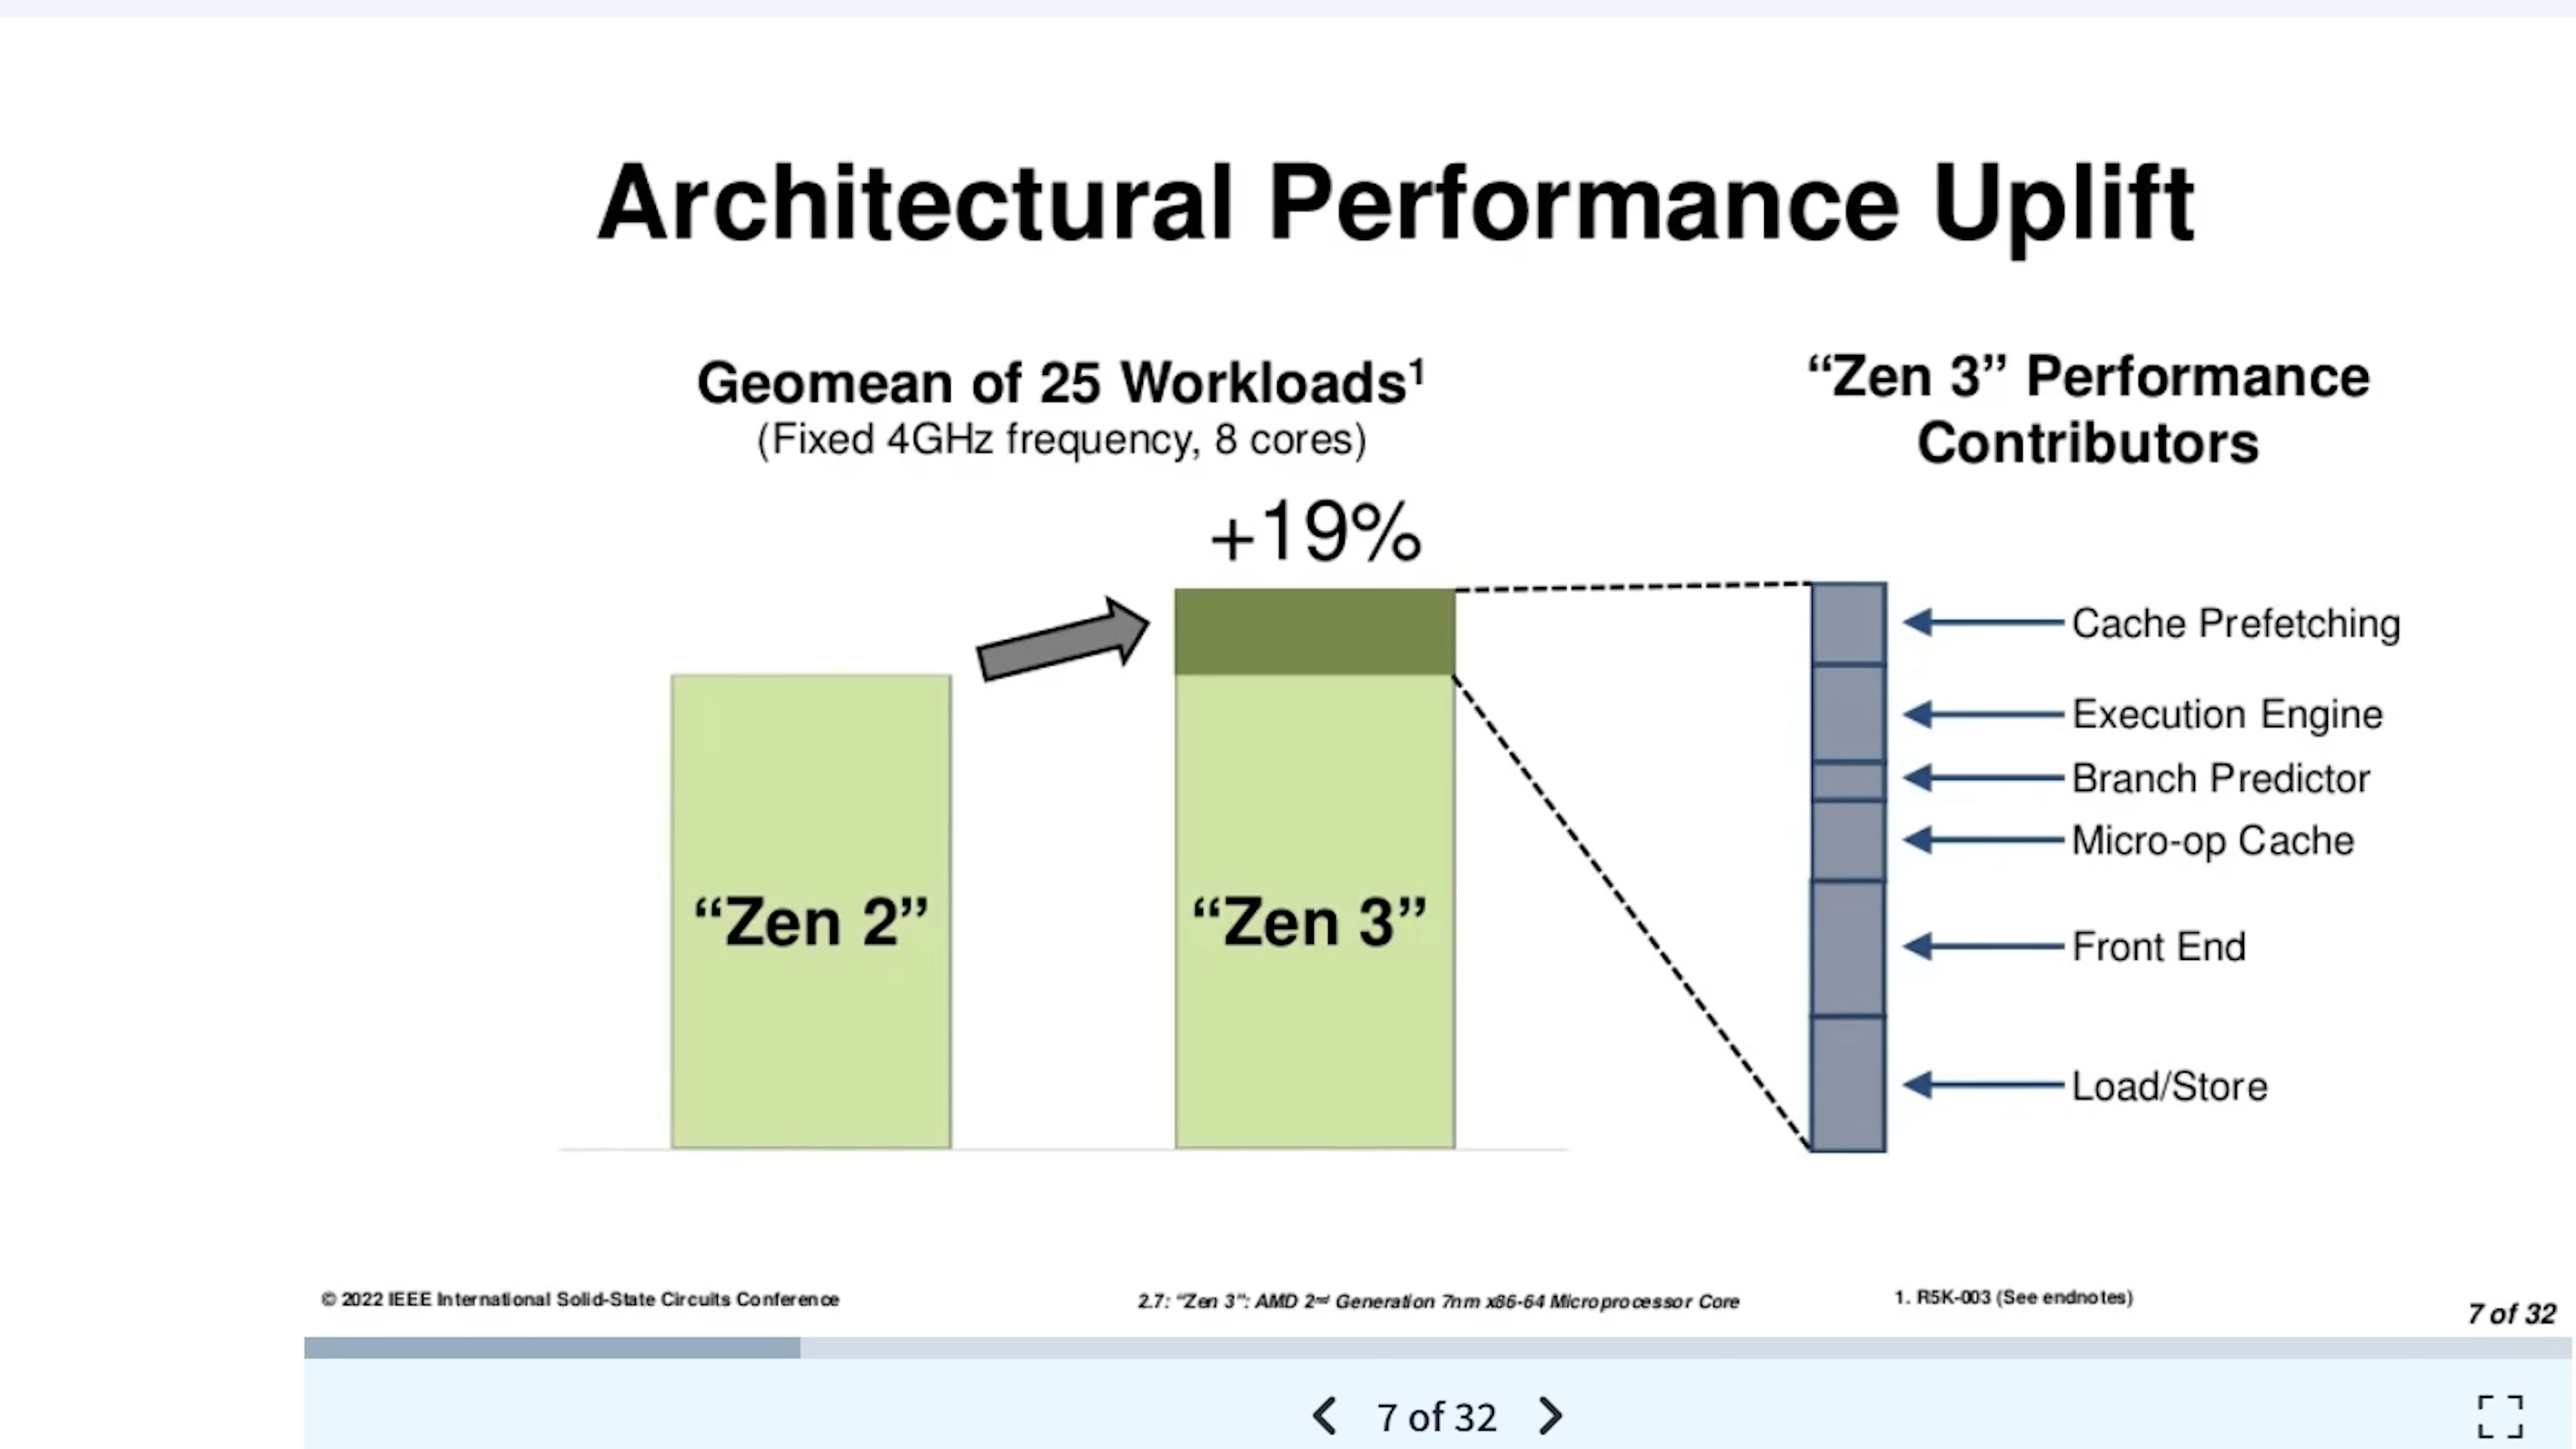 Architectural Performance Uplift
Geomean of 25 Workloads¹
(Fixed 4GHz frequency, 8 cores)
+19%
“Zen 2”
“Zen 3”
“Zen 3” Performance
Contributors
Cache Prefetching
Execution Engine
Branch Predictor
Micro-op Cache
Front End
Load/Store
© 2022 IEEE International Solid-State Circuits Conference
2.7: “Zen 3”: AMD 2nd Generation 7nm x86-64 Microprocessor Core
1. R5K-003 (See endnotes)
7 of 32
7 of 32